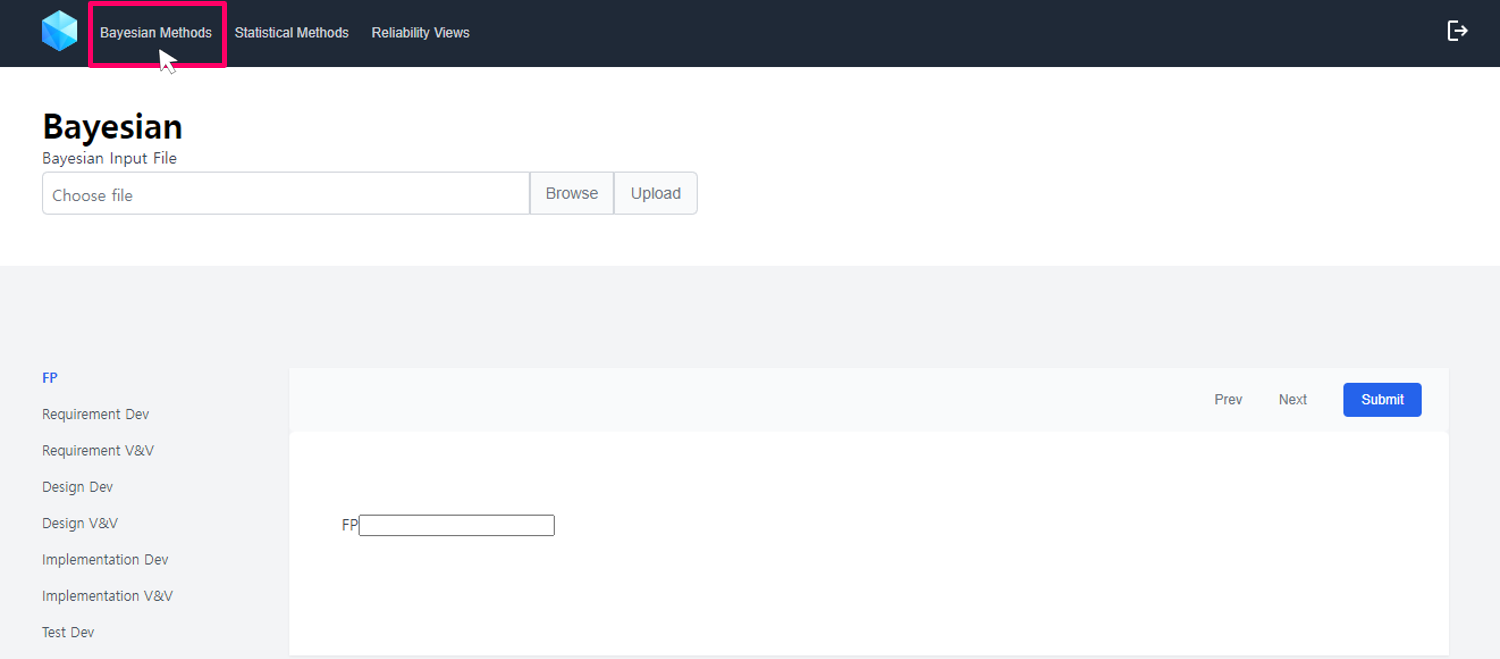 Bayesian Methods Statistical Methods Reliability Views
Bayesian
Bayesian Input File
Choose file Browse Upload
FP
Requirement Dev
Requirement V&V
Design Dev
Design V&V
Implementation Dev
Implementation V&V
Test Dev
Prev Next Submit
FP